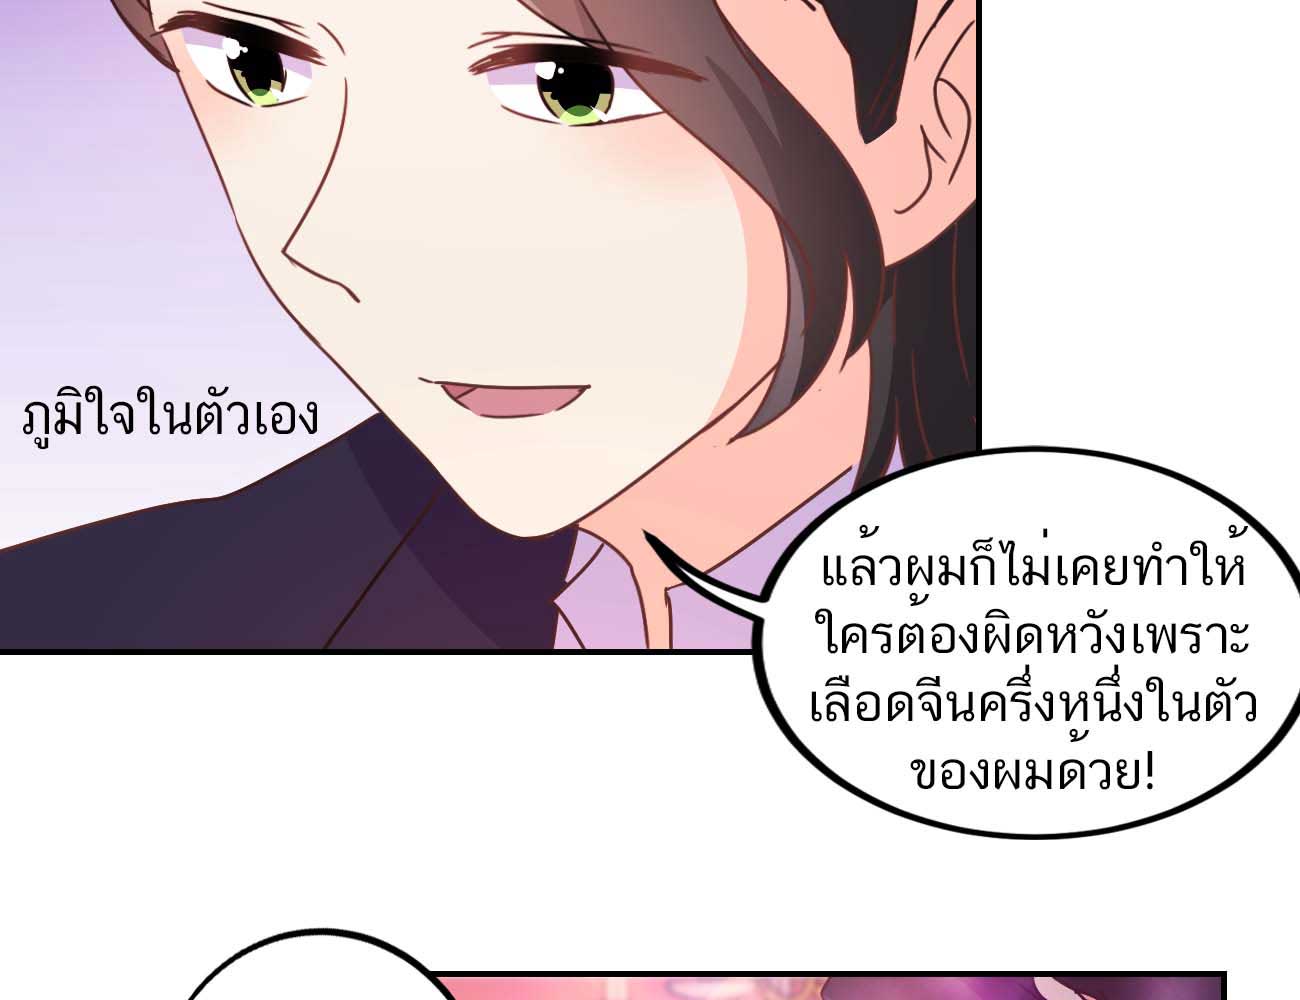 ภูมิใจในตัวเอง
แล้วผมก็ไม่เคยทำให้
ใครต้องผิดหวังเพราะ
เลือดจีนครึ่งหนึ่งในตัว
ของผมด้วย!